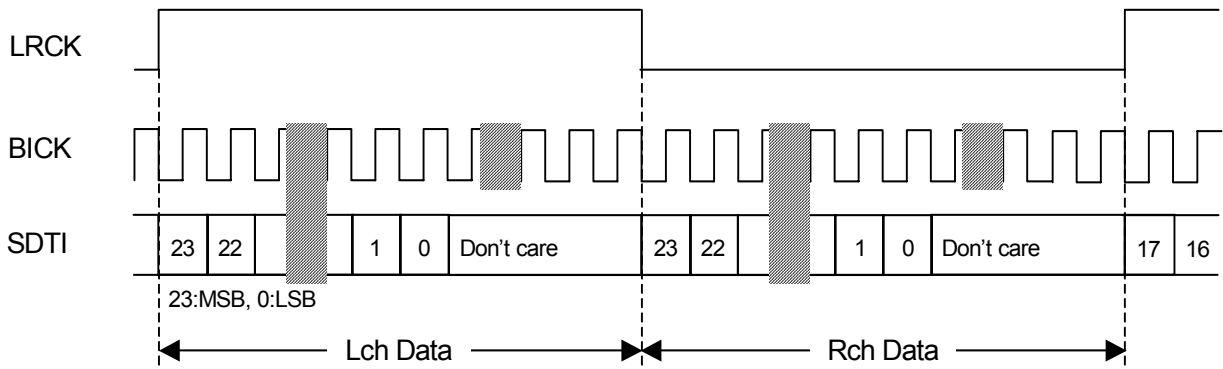 LRCK
BICK
SDTI 23 22 1 0 Don't care 23 22 1 0 Don't care 17 16
23:MSB, 0:LSB
Lch Data Rch Data